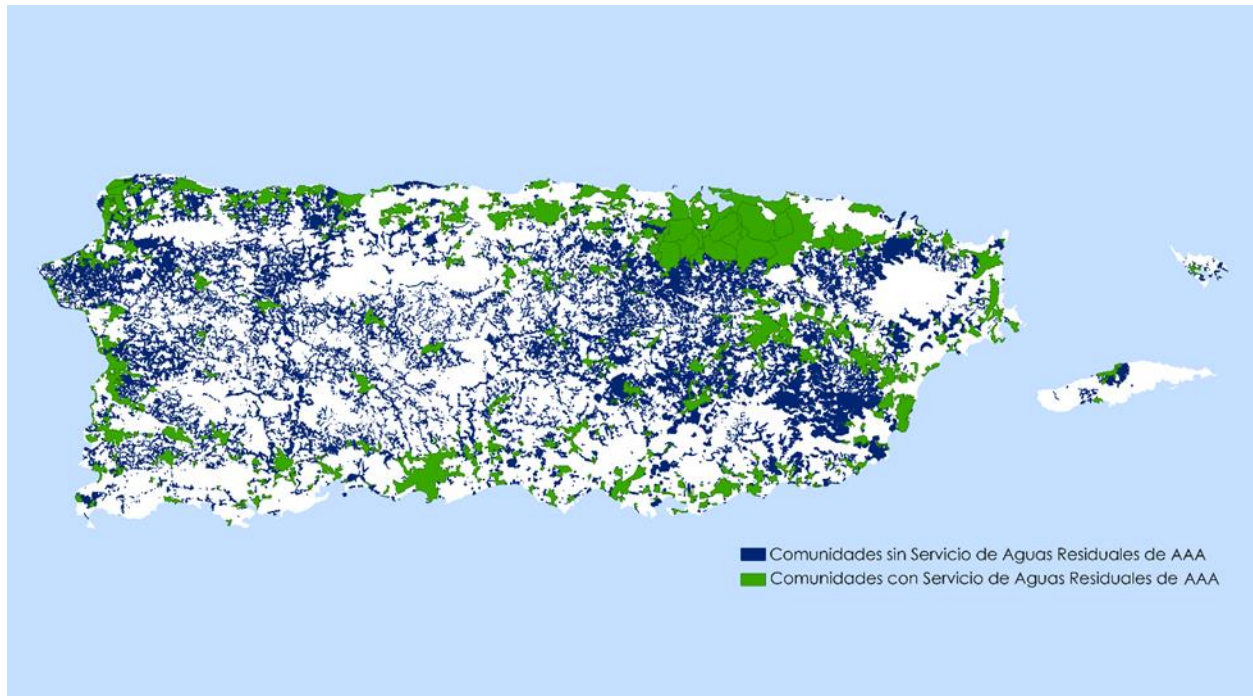 Comunidades sin Servicio de Aguas Residuales de AAA
Comunidades con Servicio de Aguas Residuales de AAA